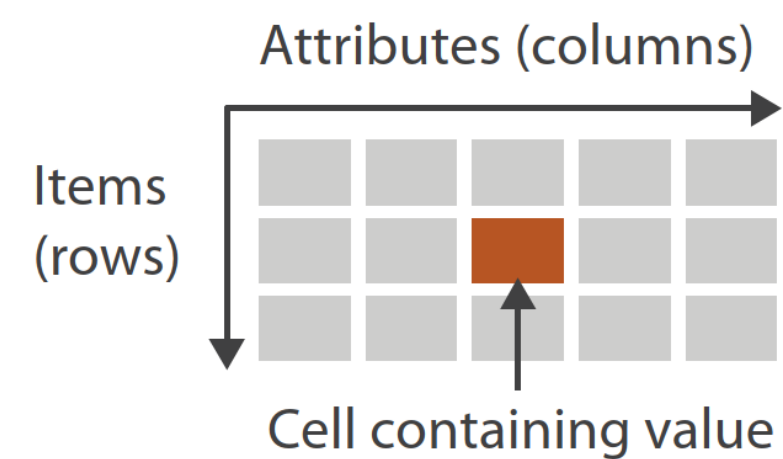 Attributes (columns)
Items
(rows)
Cell containing value